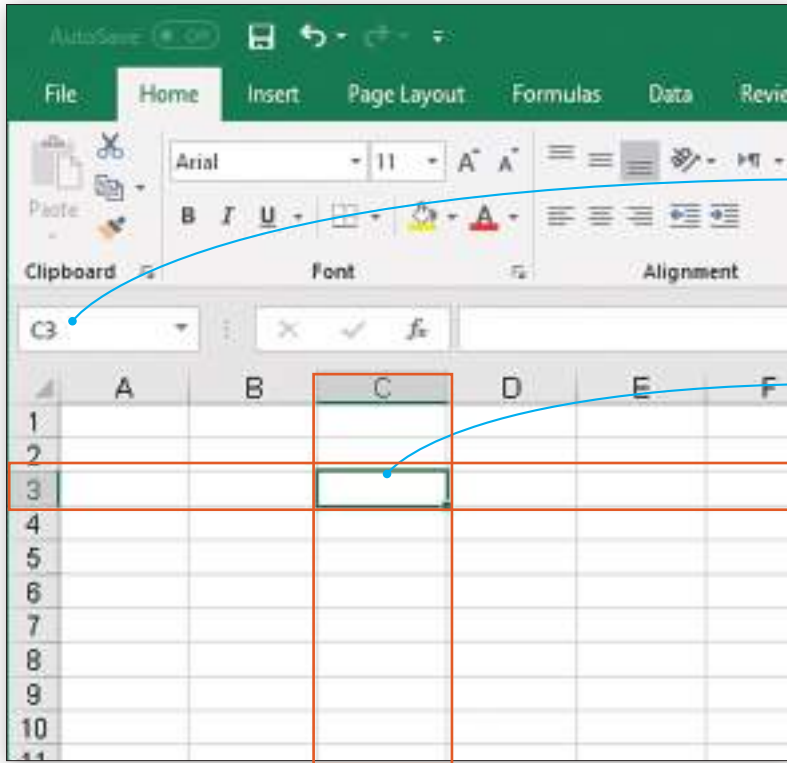 AutoSave Off
File Home Insert Page Layout Formulas Data
Arial 11 A A
Paste
B I U A
Clipboard Font Alignment
C3 fx
A B C D E F
1
2
3
4
5
6
7
8
9
10